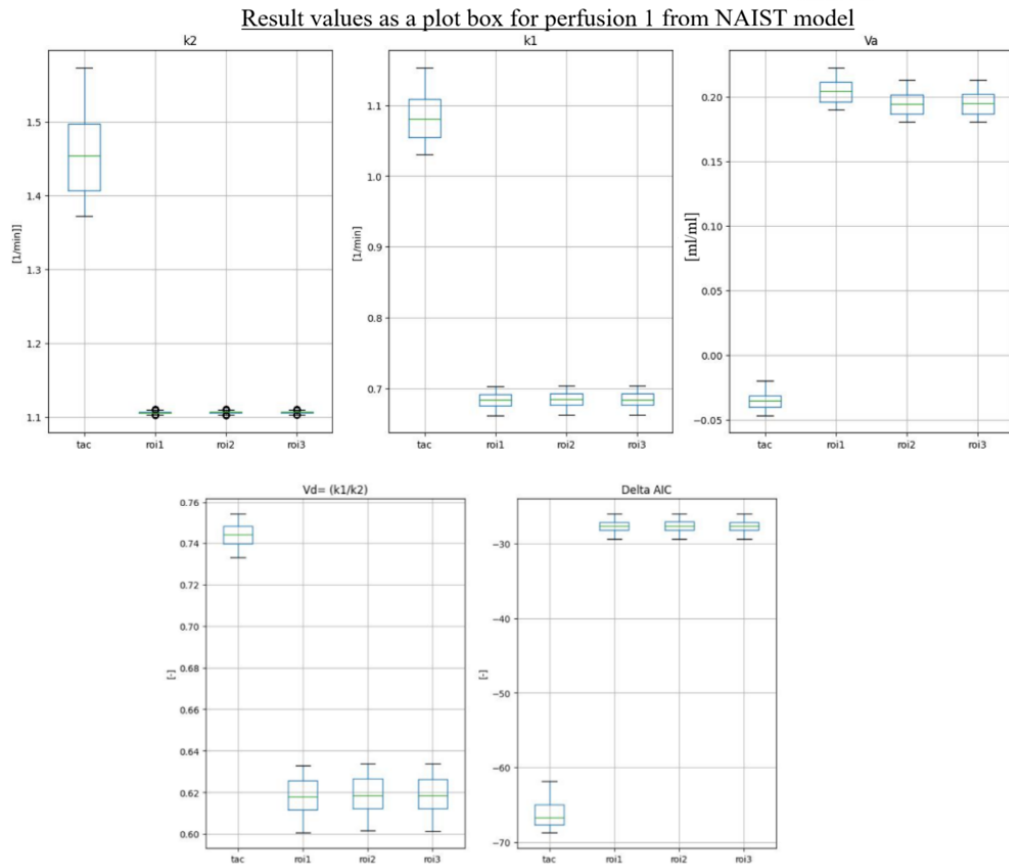 Result values as a plot box for perfusion 1 from NAIST model
k2
1.5
1.4
1.3
1.2
1.1
[1/min]]
tac roi1 roi2 roi3
k1
1.1
1.0
0.9
0.8
0.7
[1/min]
tac roi1 roi2 roi3
Va
0.20
0.15
0.10
0.05
0.00
−0.05
[ml/ml]
tac roi1 roi2 roi3
Vd= (k1/k2)
0.76
0.74
0.72
0.70
0.68
0.66
0.64
0.62
0.60
[-]
tac roi1 roi2 roi3
Delta AIC
−30
−40
−50
−60
−70
[-]
tac roi1 roi2 roi3